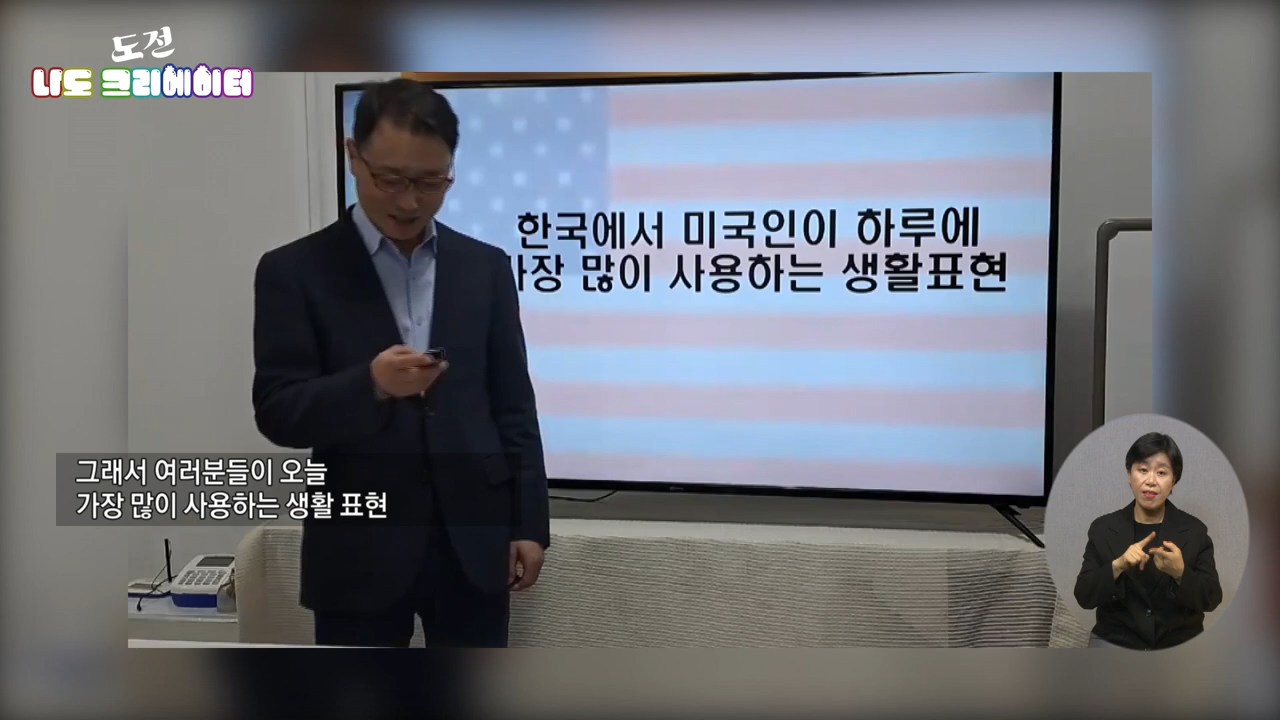 도전
나도 크리에이터
한국에서 미국인이 하루에
가장 많이 사용하는 생활표현
그래서 여러분들이 오늘
가장 많이 사용하는 생활 표현